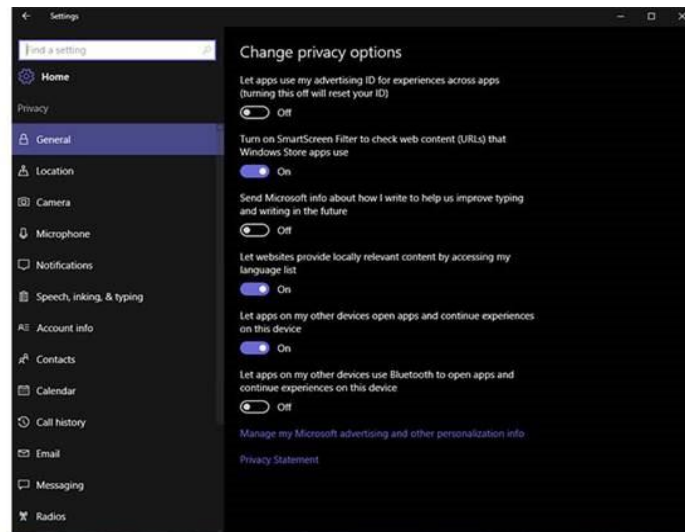 Settings
Find a setting
Home
Privacy
General
Location
Camera
Microphone
Notifications
Speech, inking, & typing
Account info
Contacts
Calendar
Call history
Email
Messaging
Radios
Change privacy options
Let apps use my advertising ID for experiences across apps
(turning this off will reset your ID)
Off
Turn on SmartScreen Filter to check web content (URLs) that
Windows Store apps use
On
Send Microsoft info about how I write to help us improve typing
and writing in the future
Off
Let websites provide locally relevant content by accessing my
language list
On
Let apps on my other devices open apps and continue experiences
on this device
On
Let apps on my other devices use Bluetooth to open apps and
continue experiences on this device
Off
Manage my Microsoft advertising and other personalization info
Privacy Statement